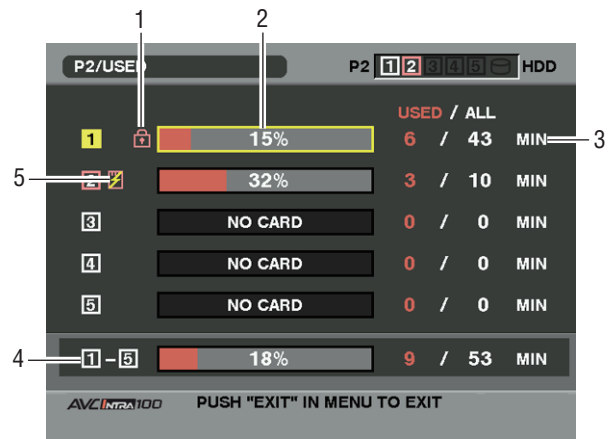 1 2
P2/USED P2 1 2 3 4 5 HDD
USED / ALL
1 15% 6 / 43 MIN 3
5 2 32% 3 / 10 MIN
3 NO CARD 0 / 0 MIN
4 NO CARD 0 / 0 MIN
5 NO CARD 0 / 0 MIN
4 1 - 5 18% 9 / 53 MIN
AVC INTRA 100 PUSH "EXIT" IN MENU TO EXIT